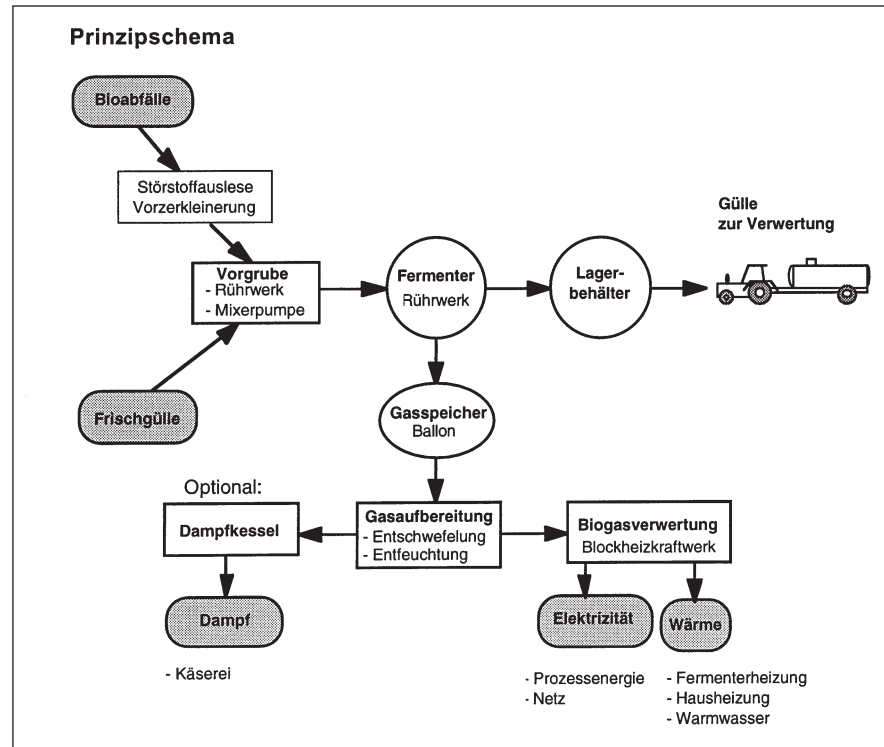 Prinzipschema
Bioabfälle
Störstoffauslese
Vorzerkleinerung
Gülle
zur Verwertung
Vorgrube
- Rührwerk
- Mixerpumpe
Fermenter
Rührwerk
Lager-
behälter
Frischgülle
Gasspeicher
Ballon
Optional:
Dampfkessel
Gasaufbereitung
- Entschwefelung
- Entfeuchtung
Biogasverwertung
Blockheizkraftwerk
Dampf
Elektrizität
Wärme
- Käserei
- Prozessenergie
- Netz
- Fermenterheizung
- Hausheizung
- Warmwasser